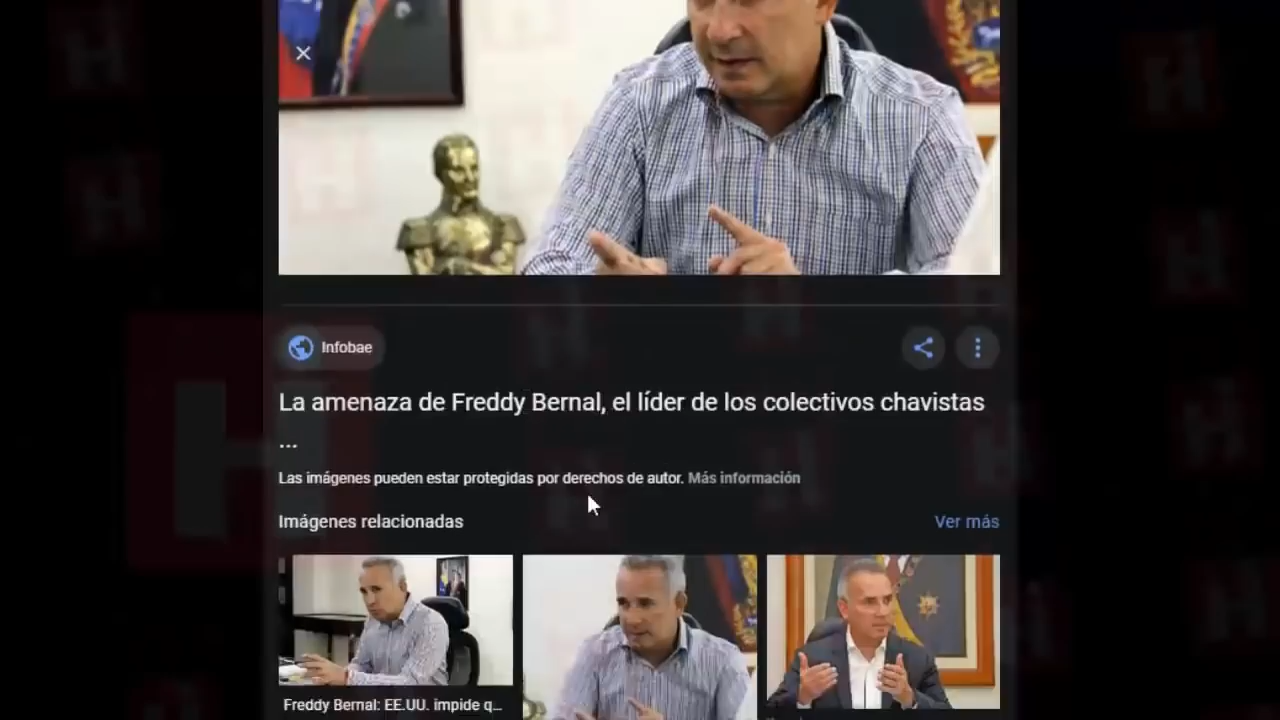 Infobae
La amenaza de Freddy Bernal, el líder de los colectivos chavistas
...
Las imágenes pueden estar protegidas por derechos de autor. Más información
Imágenes relacionadas
Ver más
Freddy Bernal: EE.UU. impide q...